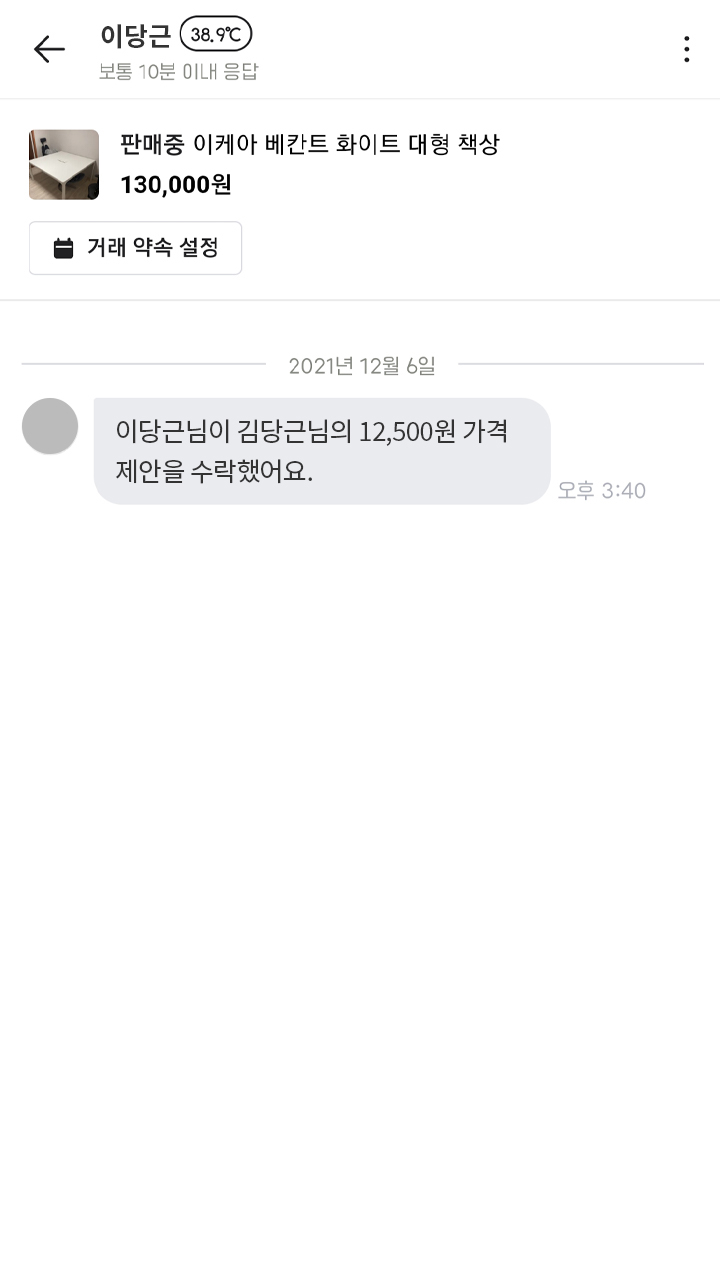 이당근 38.9℃
보통 10분 이내 응답
판매중 이케아 베칸트 화이트 대형 책상
130,000원
거래 약속 설정
2021년 12월 6일
이당근님이 김당근님의 12,500원 가격
제안을 수락했어요.
오후 3:40